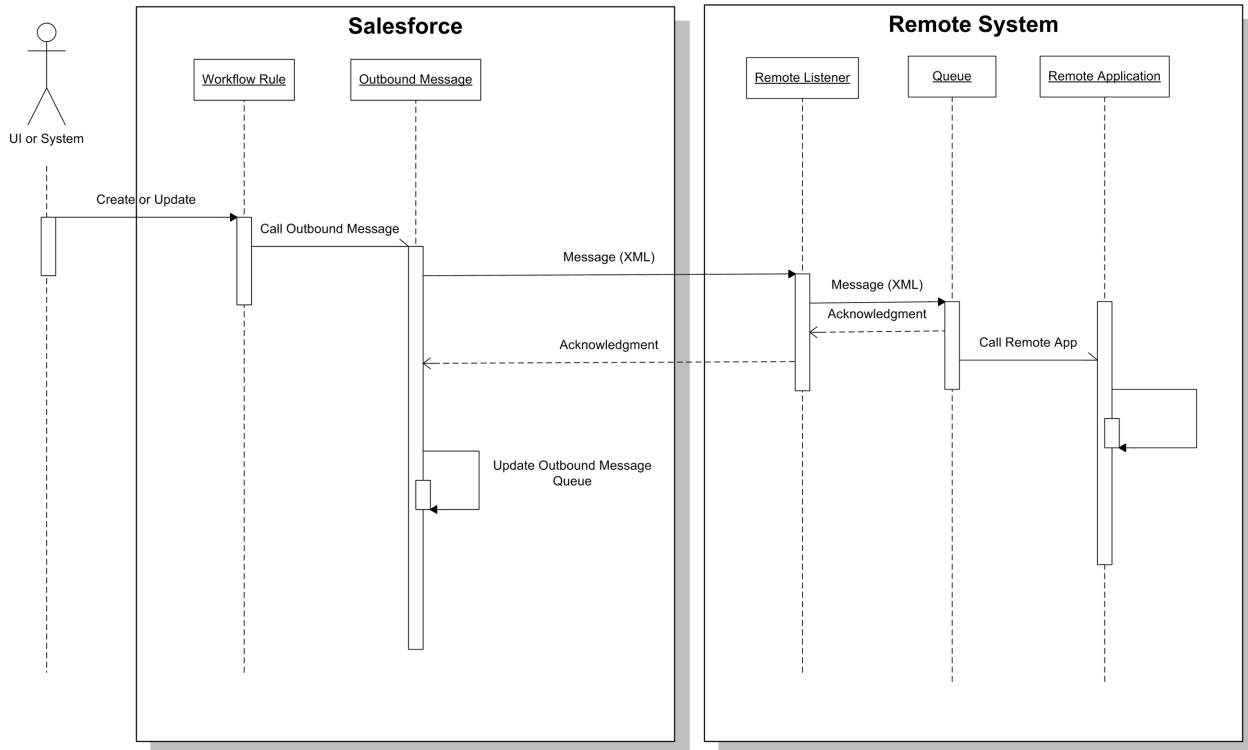 Salesforce
Remote System
Workflow Rule
Outbound Message
Remote Listener
Queue
Remote Application
UI or System
Create or Update
Call Outbound Message
Message (XML)
Message (XML)
Acknowledgment
Acknowledgment
Call Remote App
Update Outbound Message
Queue